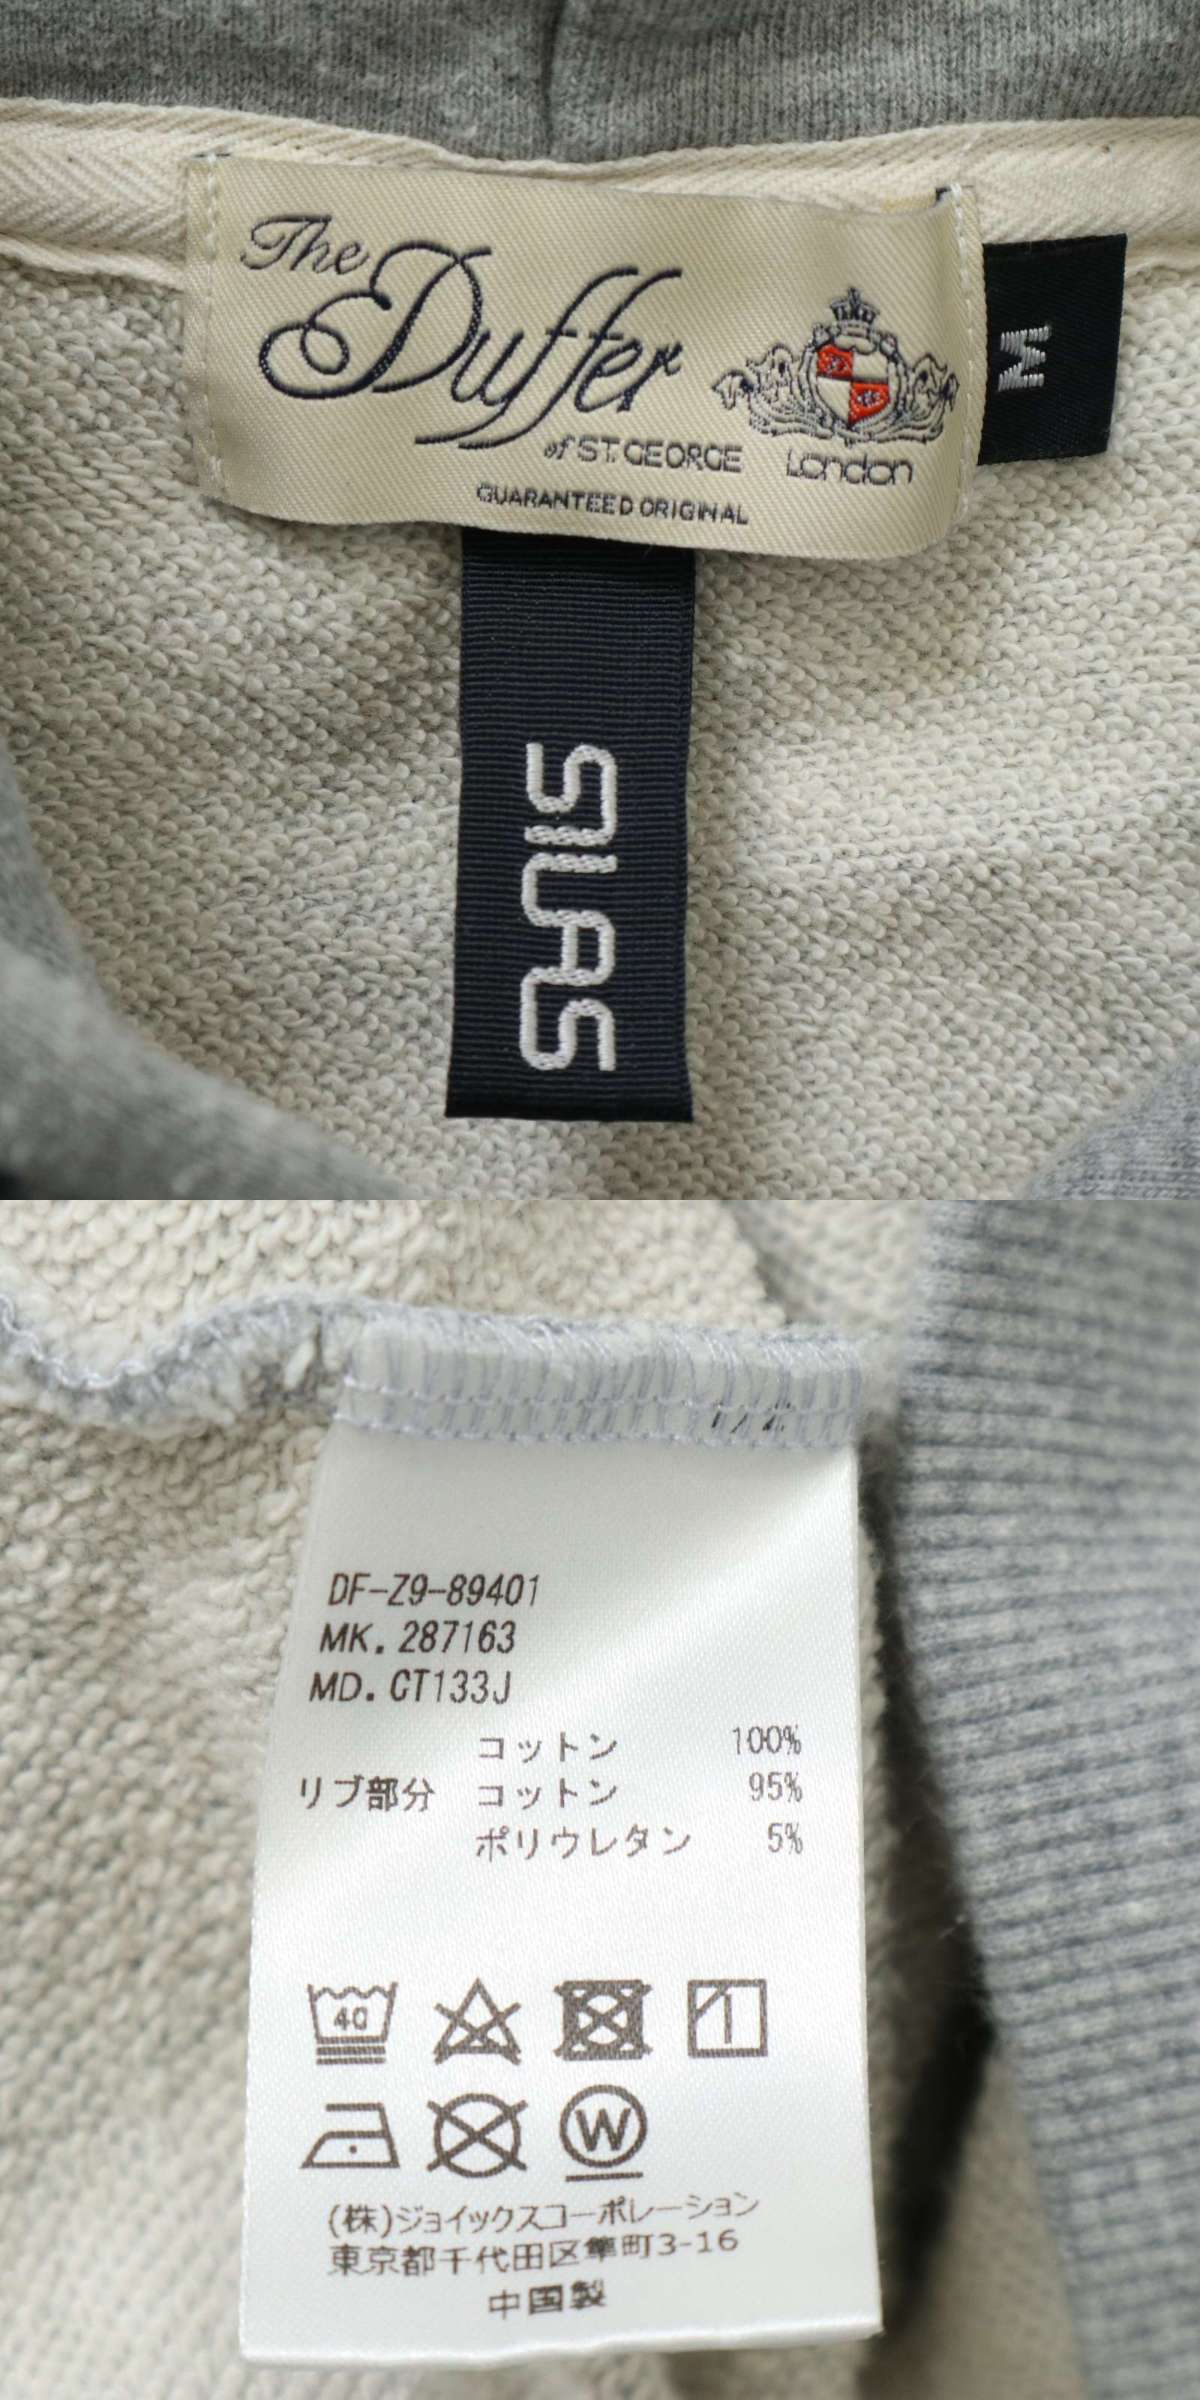 The
Duffer
of ST. GEORGE
London
GUARANTEED ORIGINAL
M
SILAS
DF-Z9-89401
MK. 287163
MD. CT133J
コットン 100%
リブ部分 コットン 95%
ポリウレタン 5%
40
W
(株)ジョイックスコーポレーション
東京都千代田区隼町3-16
中国製